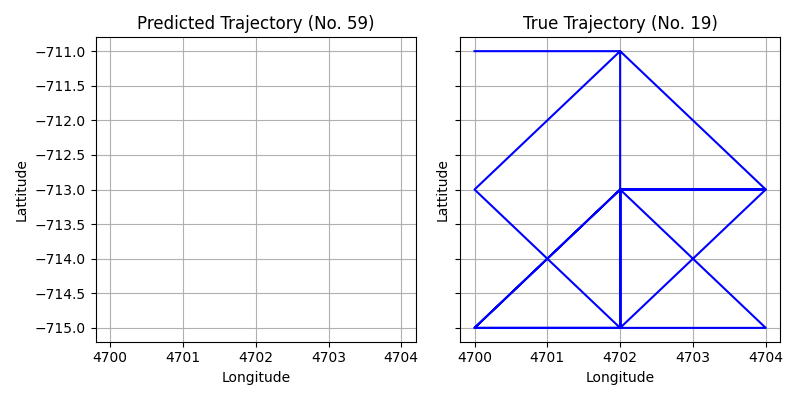 Predicted Trajectory (No. 59)
True Trajectory (No. 19)
Lattitude
−711.0
−711.5
−712.0
−712.5
−713.0
−713.5
−714.0
−714.5
−715.0
4700 4701 4702 4703 4704
Longitude
Lattitude
4700 4701 4702 4703 4704
Longitude